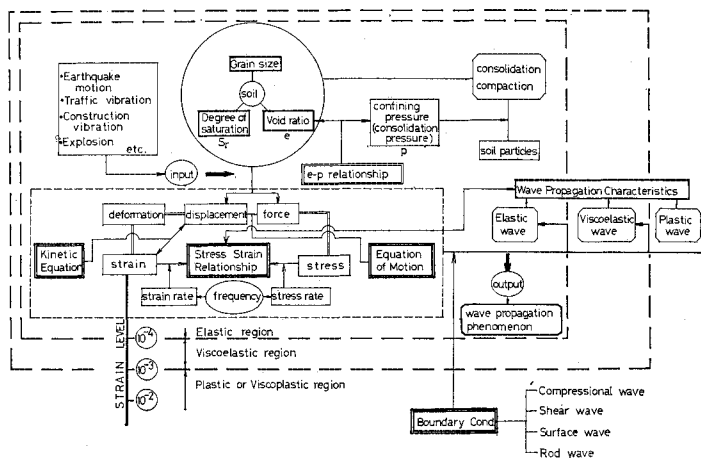 •Earthquake
motion
•Traffic vibration
•Construction
vibration
•Explosion
etc.
input
Grain size
soil
Degree of
saturation
Sr
Void ratio
e
confining
pressure
(consolidation
pressure)
p
e-p relationship
consolidation
compaction
soil particles
Wave Propagation Characteristics
Elastic
wave
Viscoelastic
wave
Plastic
wave
deformation
displacement
force
Kinetic
Equation
strain
Stress Strain
Relationship
stress
Equation
of Motion
strain rate
frequency
stress rate
output
wave propagation
phenomenon
STRAIN LEVEL
10-4
10-3
10-2
Elastic region
Viscoelastic region
Plastic or Viscoplastic region
Boundary Cond.
Compressional wave
Shear wave
Surface wave
Rod wave